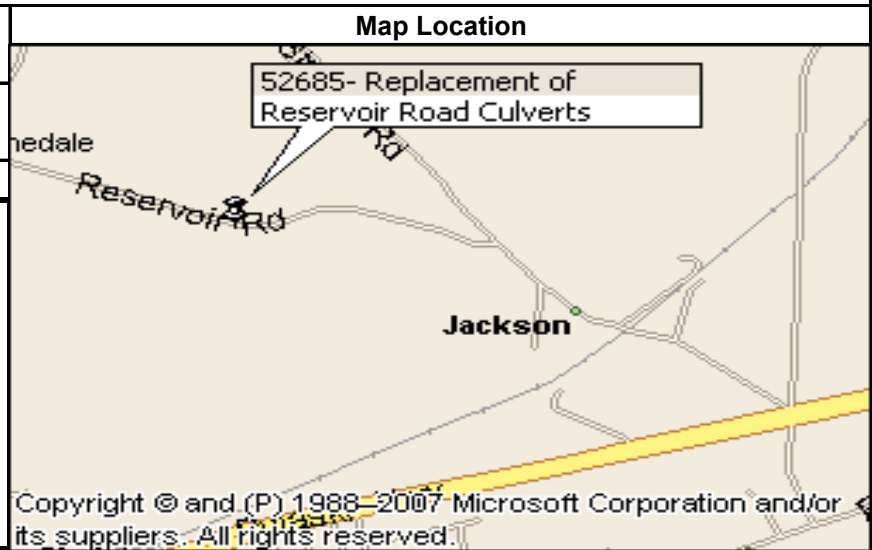 Map Location
52685- Replacement of
Reservoir Road Culverts
Rd
nedale
Reservoir Rd
Jackson
Copyright © and (P) 1988–2007 Microsoft Corporation and/or
its suppliers. All rights reserved.